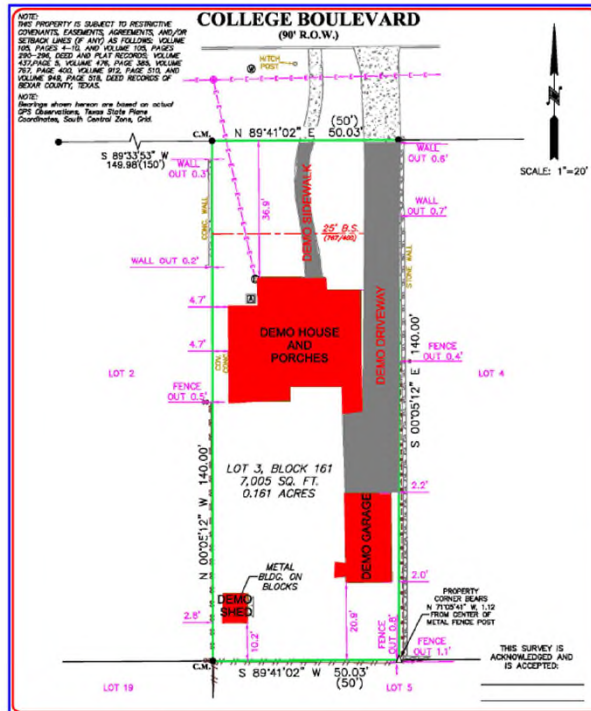 NOTE:
THIS PROPERTY IS SUBJECT TO RESTRICTIVE
COVENANTS, EASEMENTS, AGREEMENTS, AND/OR
SETBACK LINES (IF ANY) AS FOLLOWS: VOLUME
105, PAGES 4-10, AND VOLUME 105, PAGES
290-296, DEED AND PLAT RECORDS; VOLUME
437,PAGE 5, VOLUME 476, PAGE 385, VOLUME
767, PAGE 400, VOLUME 912, PAGE 510, AND
VOLUME 949, PAGE 518, DEED RECORDS OF
BEXAR COUNTY, TEXAS.
NOTE:
Bearings shown hereon are based on actual
GPS Observations, Texas State Plane
Coordinates, South Central Zone, Grid.
COLLEGE BOULEVARD
(90' R.O.W.)
HITCH
POST
N
SCALE: 1"=20'
C.M.
(50')
N 89°41'02" E 50.03'
S 89°33'53" W
149.98'(150')
WALL
OUT 0.3'
CONC. WALL
WALL OUT 0.2'
36.9'
DEMO SIDEWALK
25' B.S.
(767/400)
WALL
OUT 0.6'
WALL
OUT 0.7'
STONE WALL
DEMO DRIVEWAY
4.7'
4.7'
COV.
CONC.
DEMO HOUSE
AND
PORCHES
FENCE
OUT 0.4'
LOT 2
LOT 4
FENCE
OUT 0.5'
S 00°05'12" E 140.00'
N 00°05'12" W 140.00'
LOT 3, BLOCK 161
7,005 SQ. FT.
0.161 ACRES
2.2'
DEMO GARAGE
METAL
BLDG. ON
BLOCKS
DEMO
SHED
2.0'
2.8'
10.2'
20.9'
FENCE
OUT 0.8'
PROPERTY
CORNER BEARS
N 71°05'41" W, 1.12
FROM CENTER OF
METAL FENCE POST
FENCE
OUT 1.1'
THIS SURVEY IS
ACKNOWLEDGED AND
IS ACCEPTED:
C.M.
S 89°41'02" W 50.03'
(50')
LOT 19
LOT 5